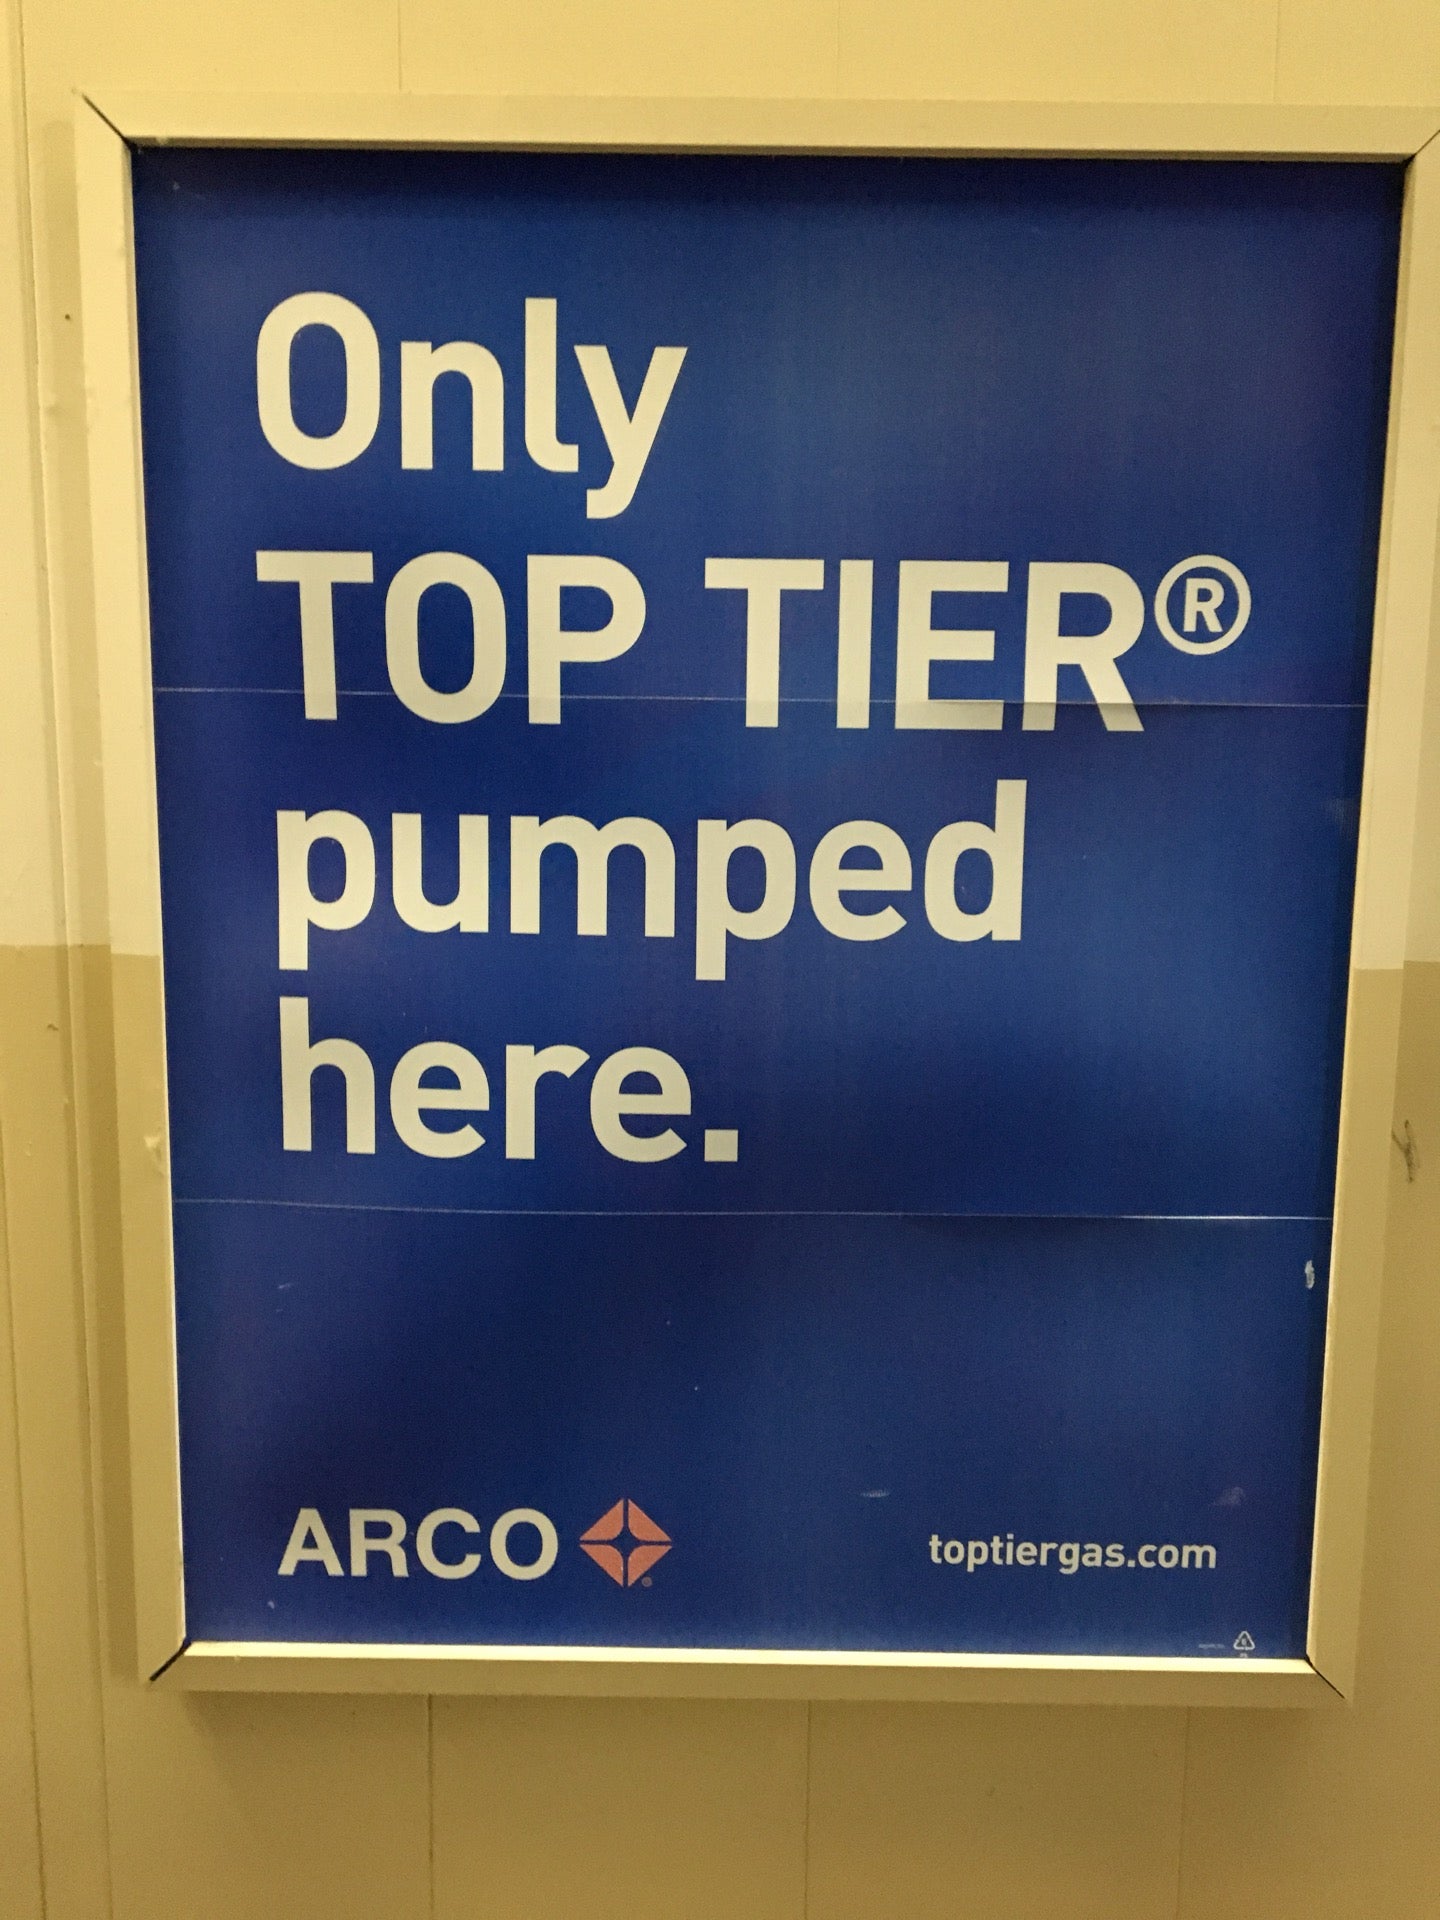 Only
TOP TIER®
pumped
here.
ARCO
toptiergas.com